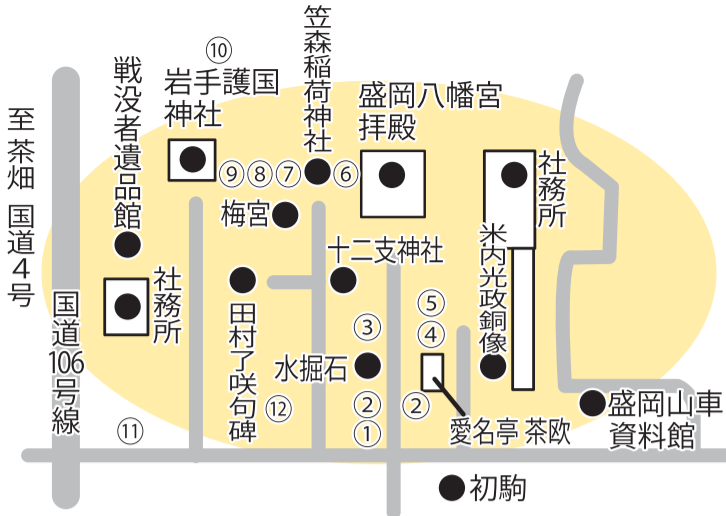 至 茶畑 国道4号
国道106号線
戦没者遺品館
社務所
⑩
岩手護国
神社
⑨
⑧
⑦
笠森稲荷神社
⑥
梅宮
盛岡八幡宮
拝殿
社務所
米内光政銅像
十二支神社
田村了咲句碑
③
水掘石
②
①
⑤
④
②
愛名亭 茶欧
盛岡山車
資料館
⑪
⑫
初駒